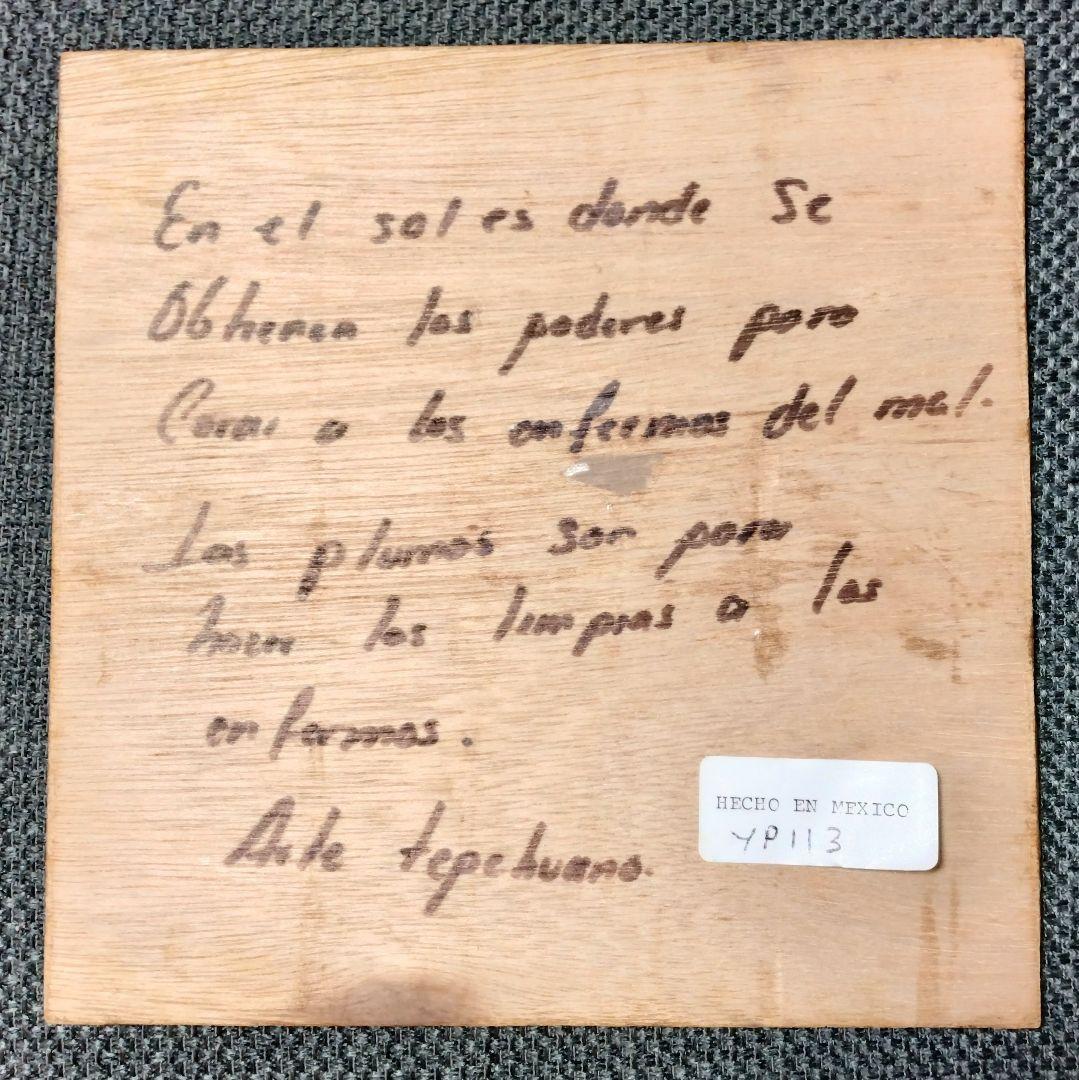 En el sol es donde Se
Obtienen los poderes para
Curar a los enfermos del mal.
Las plumas son para
hacer las limpias a los
enfermos.
Arte tepehuano.
HECHO EN MEXICO
YP113